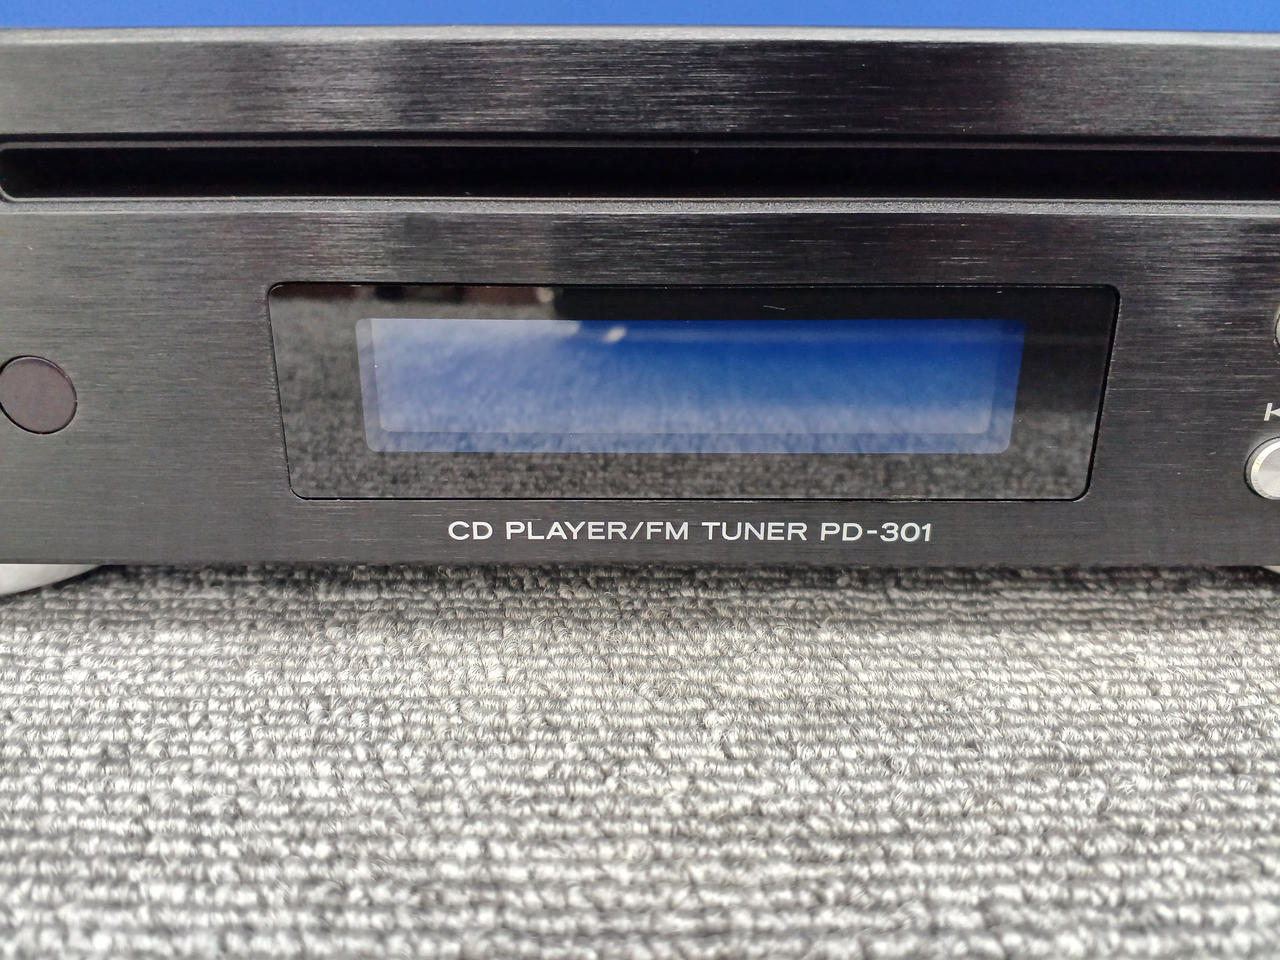 CD PLAYER/FM TUNER PD-301